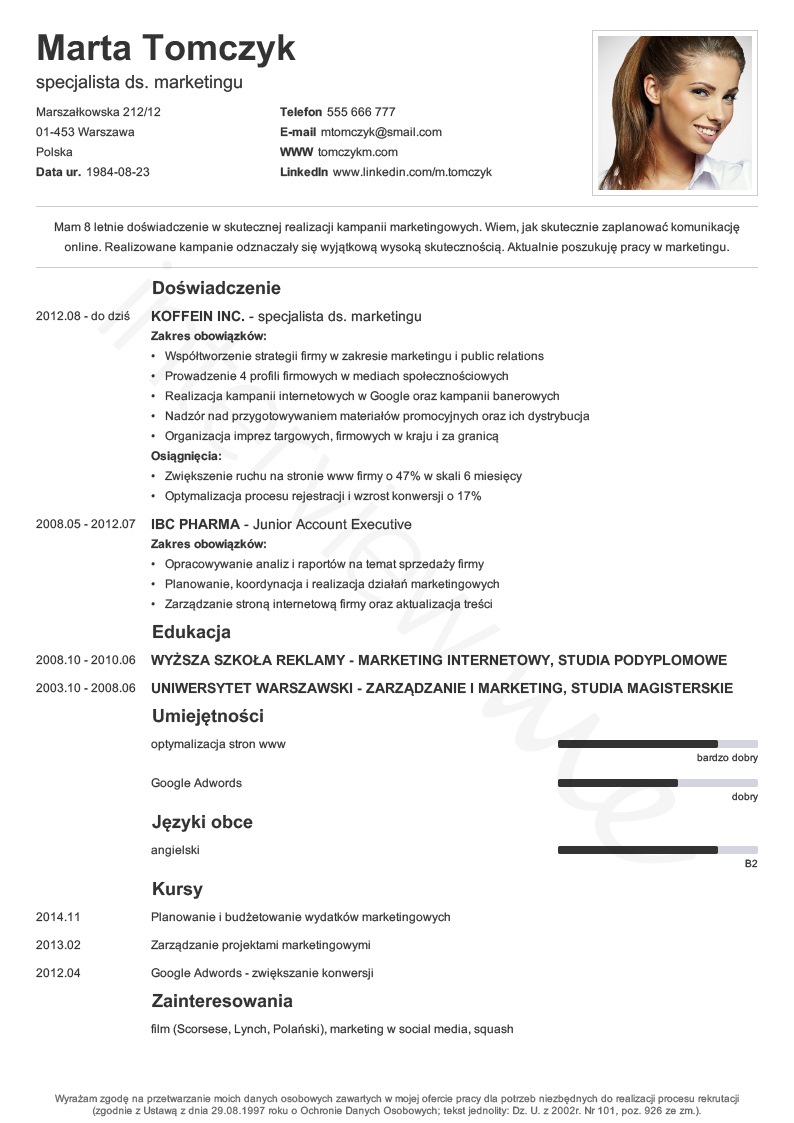 Marta Tomczyk
specjalista ds. marketingu
Marszałkowska 212/12
01-453 Warszawa
Polska
Data ur. 1984-08-23
Telefon 555 666 777
E-mail mtomczyk@smail.com
WWW tomczykm.com
LinkedIn www.linkedin.com/m.tomczyk
Mam 8 letnie doświadczenie w skutecznej realizacji kampanii marketingowych. Wiem, jak skutecznie zaplanować komunikację
online. Realizowane kampanie odznaczały się wyjątkową wysoką skutecznością. Aktualnie poszukuję pracy w marketingu.
Doświadczenie
2012.08 - do dziś KOFFEIN INC. - specjalista ds. marketingu
Zakres obowiązków:
• Współtworzenie strategii firmy w zakresie marketingu i public relations
• Prowadzenie 4 profili firmowych w mediach społecznościowych
• Realizacja kampanii internetowych w Google oraz kampanii banerowych
• Nadzór nad przygotowywaniem materiałów promocyjnych oraz ich dystrybucja
• Organizacja imprez targowych, firmowych w kraju i za granicą
Osiągnięcia:
• Zwiększenie ruchu na stronie www firmy o 47% w skali 6 miesięcy
• Optymalizacja procesu rejestracji i wzrost konwersji o 17%
2008.05 - 2012.07 IBC PHARMA - Junior Account Executive
Zakres obowiązków:
• Opracowywanie analiz i raportów na temat sprzedaży firmy
• Planowanie, koordynacja i realizacja działań marketingowych
• Zarządzanie stroną internetową firmy oraz aktualizacja treści
Edukacja
2008.10 - 2010.06 WYŻSZA SZKOŁA REKLAMY - MARKETING INTERNETOWY, STUDIA PODYPLOMOWE
2003.10 - 2008.06 UNIWERSYTET WARSZAWSKI - ZARZĄDZANIE I MARKETING, STUDIA MAGISTERSKIE
Umiejętności
optymalizacja stron www
bardzo dobry
Google Adwords
dobry
Języki obce
angielski
B2
Kursy
2014.11 Planowanie i budżetowanie wydatków marketingowych
2013.02 Zarządzanie projektami marketingowymi
2012.04 Google Adwords - zwiększanie konwersji
Zainteresowania
film (Scorsese, Lynch, Polański), marketing w social media, squash
Wyrażam zgodę na przetwarzanie moich danych osobowych zawartych w mojej ofercie pracy dla potrzeb niezbędnych do realizacji procesu rekrutacji
(zgodnie z Ustawą z dnia 29.08.1997 roku o Ochronie Danych Osobowych; tekst jednolity: Dz. U. z 2002r. Nr 101, poz. 926 ze zm.).
interview me